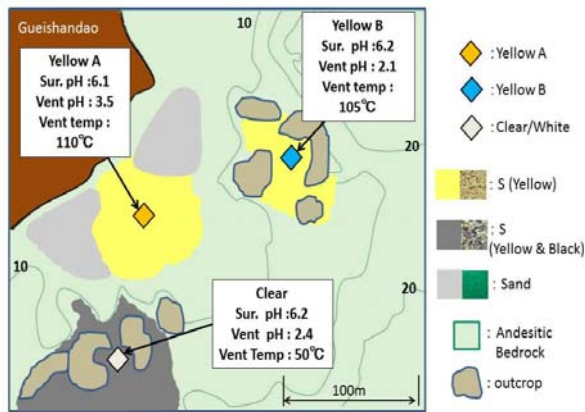 Gueishandao
10
Yellow A
Sur. pH :6.1
Vent pH : 3.5
Vent temp :
110℃
Yellow B
Sur. pH :6.2
Vent pH : 2.1
Vent temp :
105℃
20
10
20
Clear
Sur. pH :6.2
Vent pH : 2.4
Vent Temp : 50℃
100m
: Yellow A
: Yellow B
: Clear/White
: S (Yellow)
: S
(Yellow & Black)
: Sand
: Andesitic
Bedrock
: outcrop